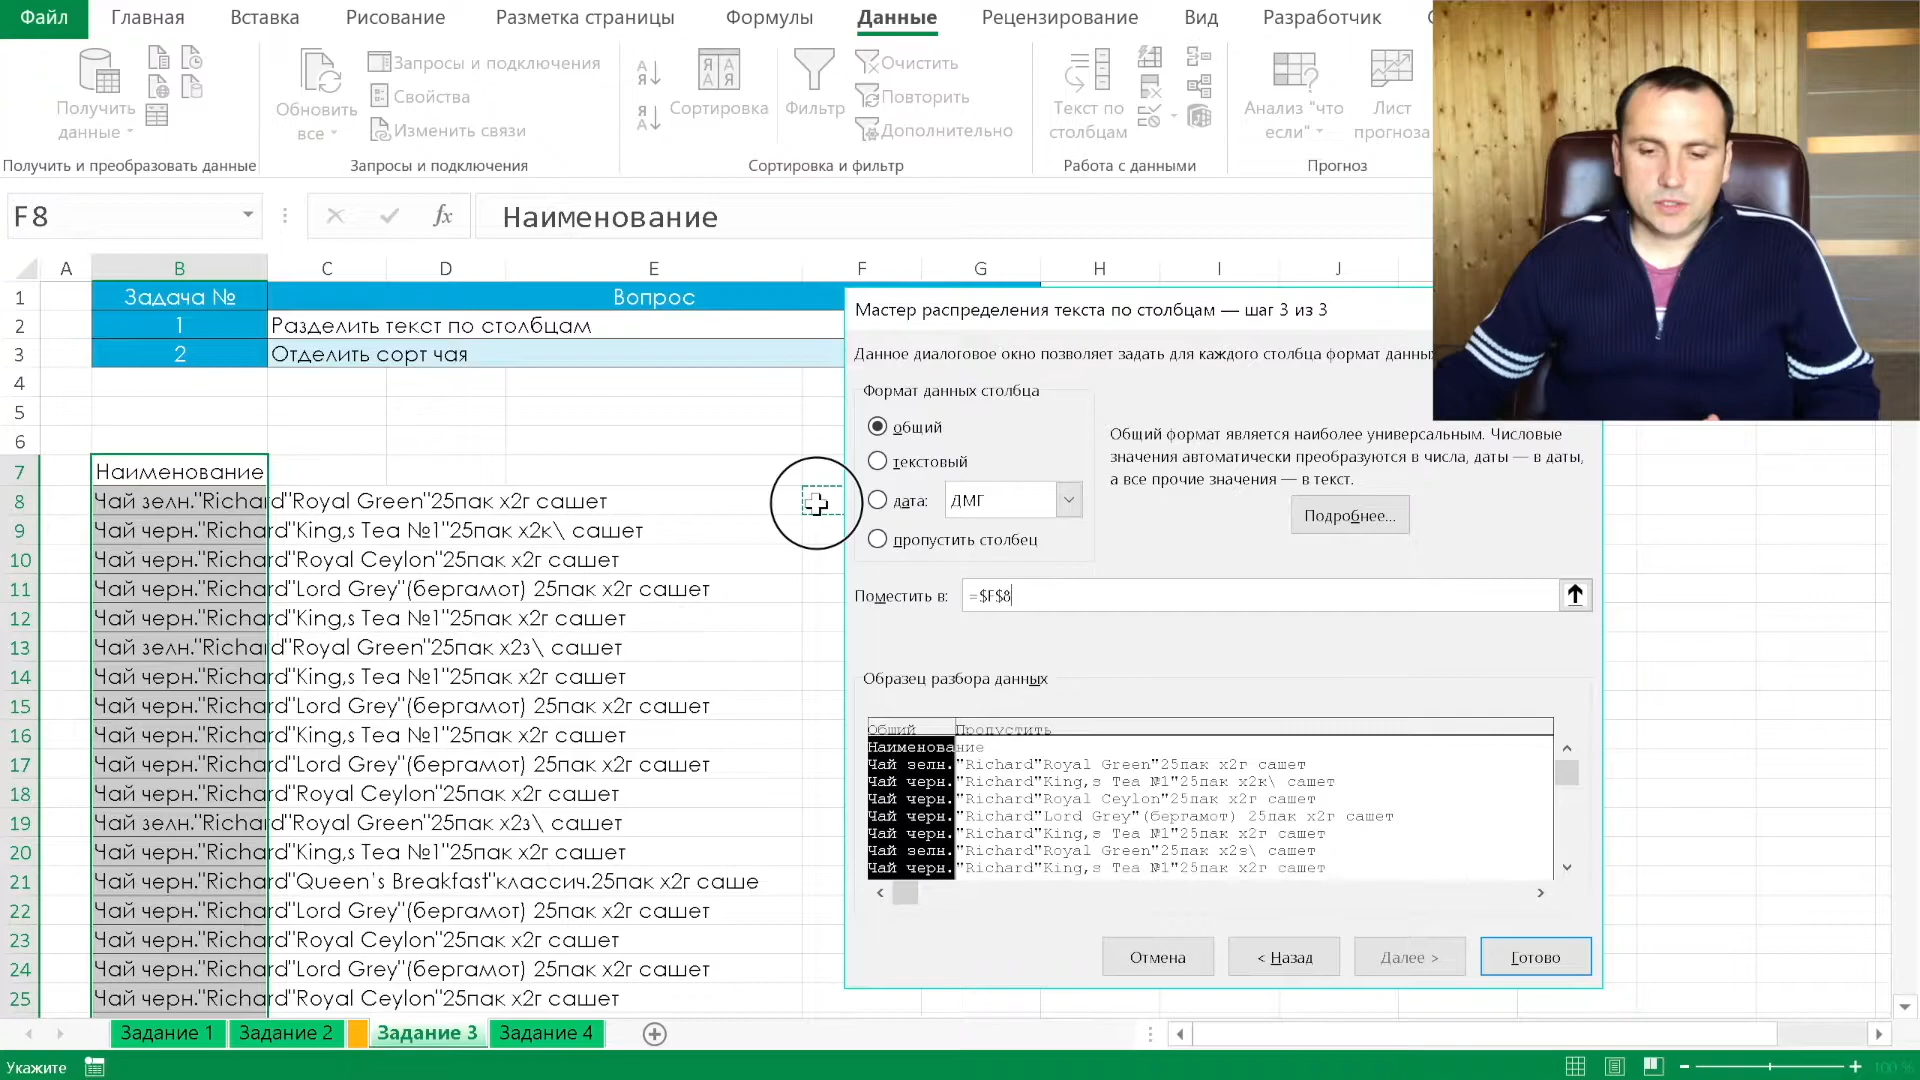 Файл Главная Вставка Рисование Разметка страницы Формулы Данные Рецензирование Вид Разработчик
Получить данные
Обновить все
Запросы и подключения
Свойства
Изменить связи
Сортировка
Фильтр
Очистить
Повторить
Дополнительно
Текст по столбцам
Анализ "что если"
Лист прогноза
Получить и преобразовать данные
Запросы и подключения
Сортировка и фильтр
Работа с данными
Прогноз
F8
fx
Наименование
A B C D E F G H I J
1 Задача № Вопрос
2 1 Разделить текст по столбцам
3 2 Отделить сорт чая
4
5
6
7 Наименование
8 Чай зелн."Richard"Royal Green"25пак х2г сашет
9 Чай черн."Richard"King,s Tea №1"25пак х2к\ сашет
10 Чай черн."Richard"Royal Ceylon"25пак х2г сашет
11 Чай черн."Richard"Lord Grey"(бергамот) 25пак х2г сашет
12 Чай черн."Richard"King,s Tea №1"25пак х2г сашет
13 Чай зелн."Richard"Royal Green"25пак х2з\ сашет
14 Чай черн."Richard"King,s Tea №1"25пак х2г сашет
15 Чай черн."Richard"Lord Grey"(бергамот) 25пак х2г сашет
16 Чай черн."Richard"King,s Tea №1"25пак х2г сашет
17 Чай черн."Richard"Lord Grey"(бергамот) 25пак х2г сашет
18 Чай черн."Richard"Royal Ceylon"25пак х2г сашет
19 Чай зелн."Richard"Royal Green"25пак х2з\ сашет
20 Чай черн."Richard"King,s Tea №1"25пак х2г сашет
21 Чай черн."Richard"Queen's Breakfast"классич.25пак х2г саше
22 Чай черн."Richard"Lord Grey"(бергамот) 25пак х2г сашет
23 Чай черн."Richard"Royal Ceylon"25пак х2г сашет
24 Чай черн."Richard"Lord Grey"(бергамот) 25пак х2г сашет
25 Чай черн."Richard"Royal Ceylon"25пак х2г сашет
Мастер распределения текста по столбцам — шаг 3 из 3
Данное диалоговое окно позволяет задать для каждого столбца формат данны
Формат данных столбца
общий
текстовый
дата: ДМГ
пропустить столбец
Общий формат является наиболее универсальным. Числовые
значения автоматически преобразуются в числа, даты — в даты,
а все прочие значения — в текст.
Подробнее...
Поместить в: =$F$8
Образец разбора данных
Общий Пропустить
Наименование
Чай зелн."Richard"Royal Green"25пак х2г сашет
Чай черн."Richard"King,s Tea №1"25пак х2к\ сашет
Чай черн."Richard"Royal Ceylon"25пак х2г сашет
Чай черн."Richard"Lord Grey"(бергамот) 25пак х2г сашет
Чай черн."Richard"King,s Tea №1"25пак х2г сашет
Чай зелн."Richard"Royal Green"25пак х2з\ сашет
Чай черн."Richard"King,s Tea №1"25пак х2г сашет
Отмена < Назад Далее > Готово
Задание 1 Задание 2 Задание 3 Задание 4
Укажите
100 %